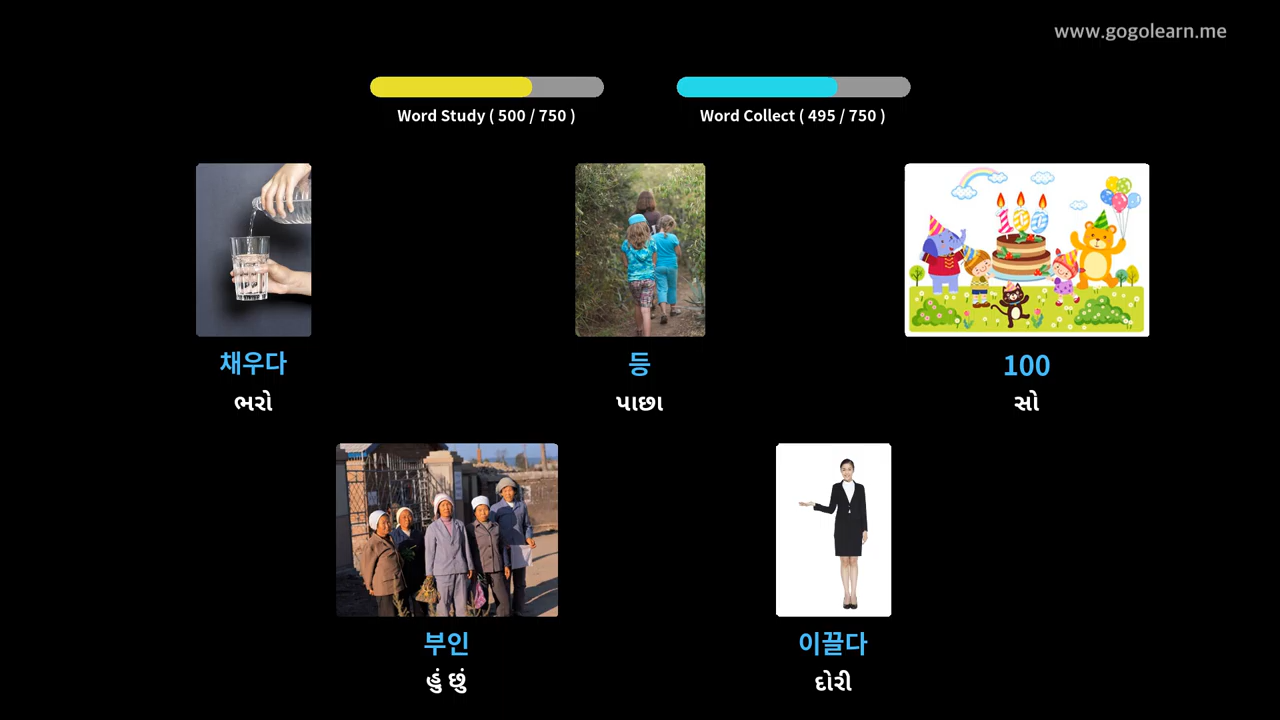 www.gogolearn.me
Word Study ( 500 / 750 )
Word Collect ( 495 / 750 )
채우다
ભરો
등
પાછા
100
સો
부인
હું છું
이끌다
દોરી